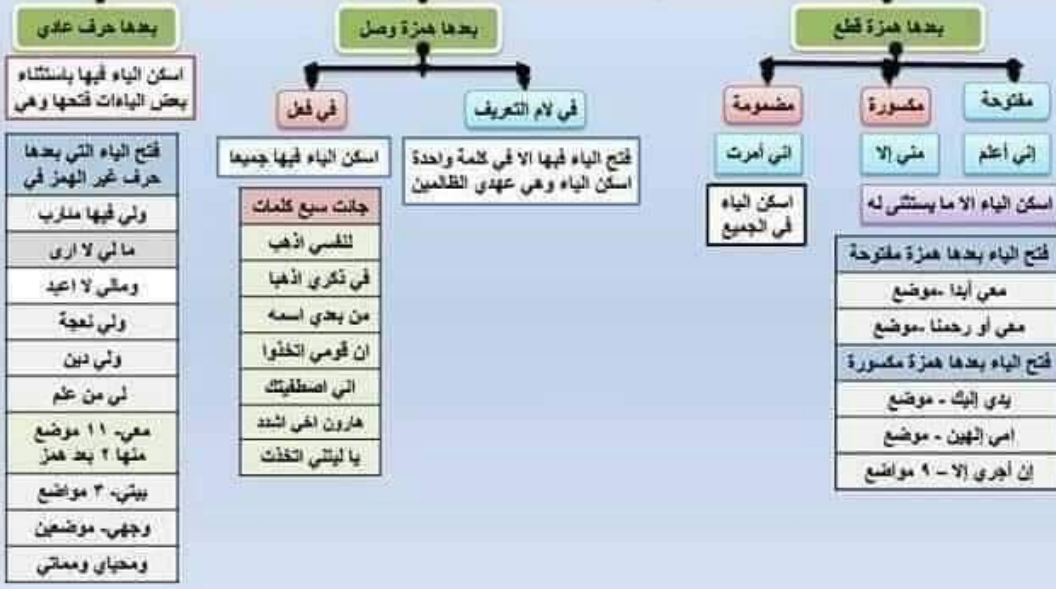 بعدها همزة قطع
مفتوحة
مكسورة
مضمومة
إني أعلم
مني إلا
اني أمرت
اسكن الياء الا ما يستثنى له
اسكن الياء
في الجميع
فتح الياء بعدها همزة مفتوحة
معي أبدا -موضع
معي أو رحمنا -موضع
فتح الياء بعدها همزة مكسورة
يدي إليك - موضع
امي إلهين - موضع
إن أجري إلا – ٩ مواضع
بعدها همزة وصل
في لام التعريف
في فعل
فتح الياء فيها الا في كلمة واحدة
اسكن الياء وهي عهدي الظالمين
اسكن الياء فيها جميعا
جائت سبع كلمات
لنفسي اذهب
في ذكري اذهبا
من بعدي اسمه
ان قومي اتخذوا
اني اصطفيتك
هارون اخي اشدد
يا ليتني اتخذت
بعدها حرف عادي
اسكن الياء فيها باستثناء
بعض الياءات فتحها وهي
فتح الياء التي بعدها
حرف غير الهمز في
ولي فيها مئارب
ما لي لا ارى
ومالي لا اعبد
ولي نعجة
ولي دين
لي من علم
معي- ١١ موضع
منها ٢ بعد همز
بيتي- ٣ مواضع
وجهي- موضعين
ومحياي ومماتي